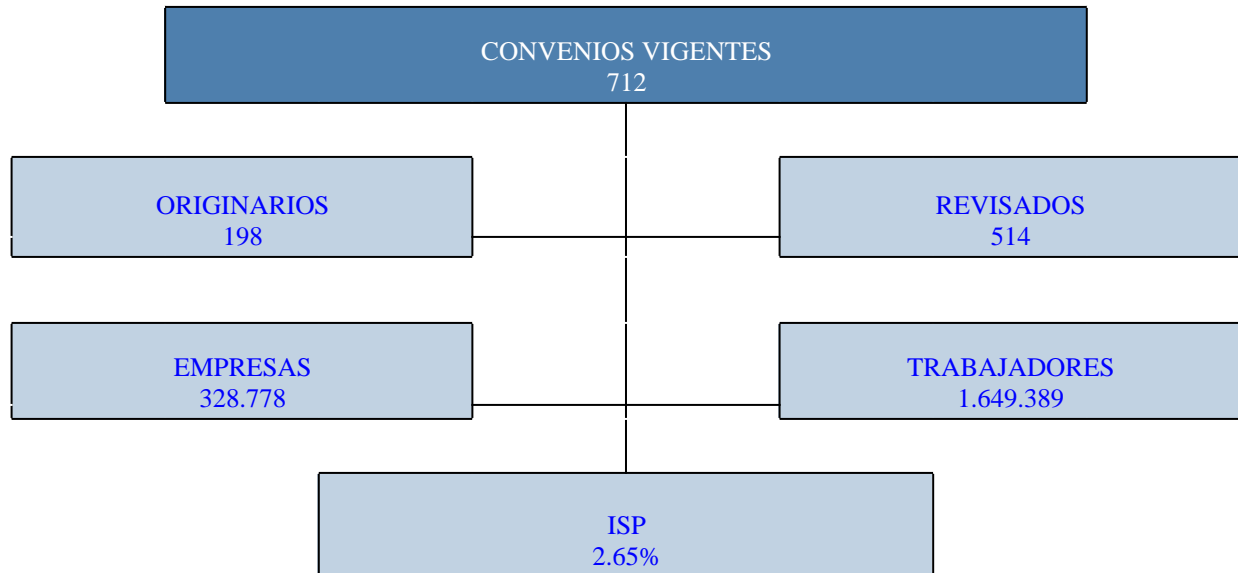 CONVENIOS VIGENTES
712
ORIGINARIOS
198
REVISADOS
514
EMPRESAS
328.778
TRABAJADORES
1.649.389
ISP
2.65%